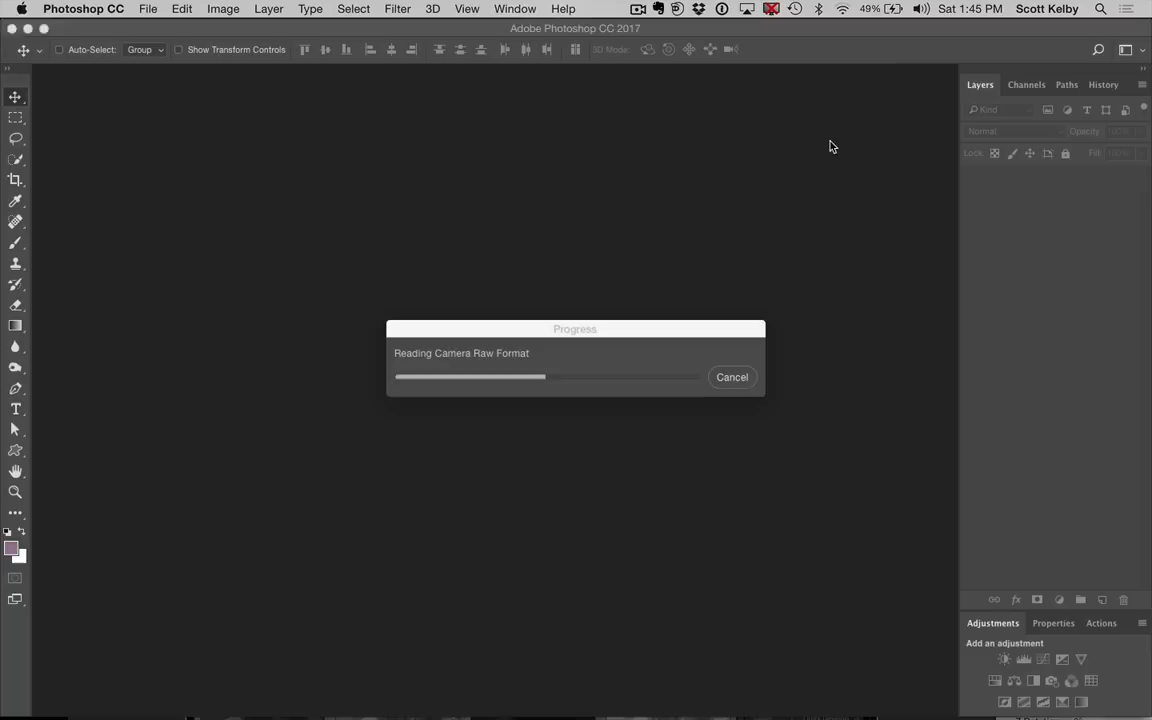 Photoshop CC File Edit Image Layer Type Select Filter 3D View Window Help 49% Sat 1:45 PM Scott Kelby
Adobe Photoshop CC 2017
Auto-Select: Group Show Transform Controls 3D Mode:
Layers Channels Paths History
Kind
Normal Opacity: 100%
Lock: Fill: 100%
Progress
Reading Camera Raw Format
Cancel
Adjustments Properties Actions
Add an adjustment